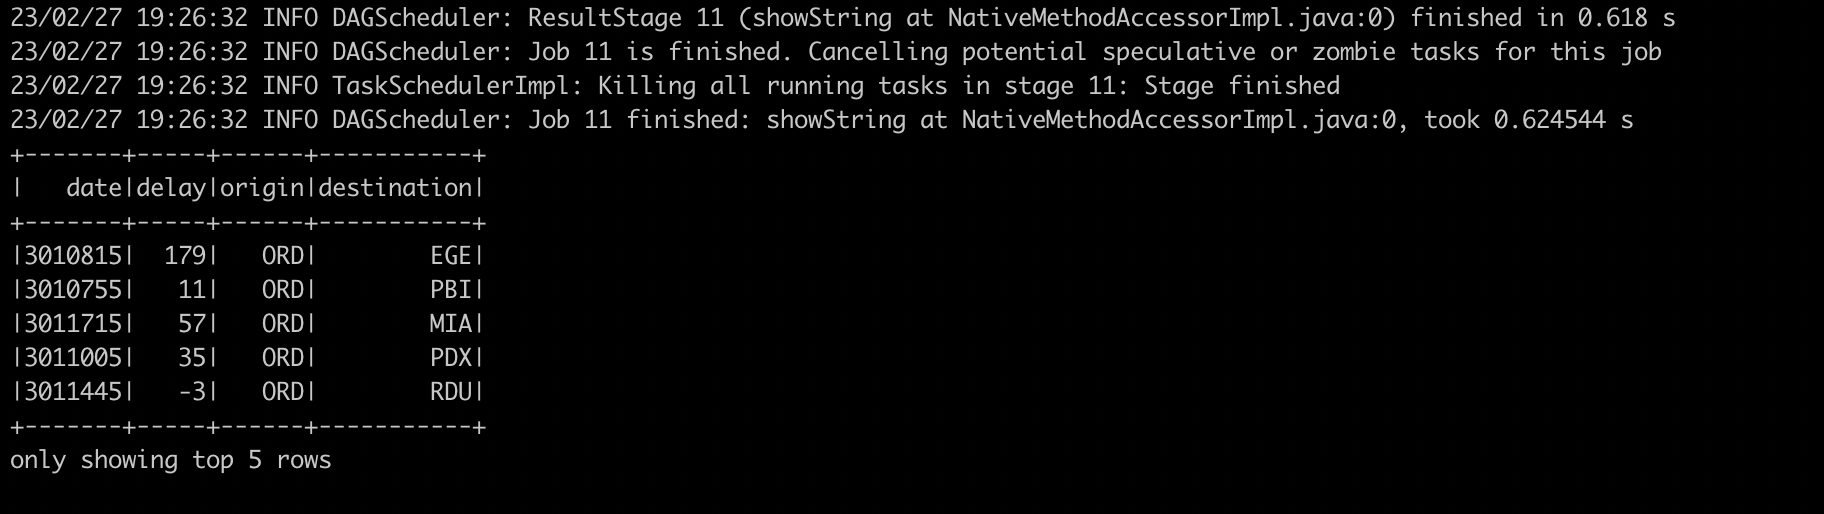 23/02/27 19:26:32 INFO DAGScheduler: ResultStage 11 (showString at NativeMethodAccessorImpl.java:0) finished in 0.618 s
23/02/27 19:26:32 INFO DAGScheduler: Job 11 is finished. Cancelling potential speculative or zombie tasks for this job
23/02/27 19:26:32 INFO TaskSchedulerImpl: Killing all running tasks in stage 11: Stage finished
23/02/27 19:26:32 INFO DAGScheduler: Job 11 finished: showString at NativeMethodAccessorImpl.java:0, took 0.624544 s
+-------+-----+------+-----------+
|   date|delay|origin|destination|
+-------+-----+------+-----------+
|3010815|  179|   ORD|        EGE|
|3010755|   11|   ORD|        PBI|
|3011715|   57|   ORD|        MIA|
|3011005|   35|   ORD|        PDX|
|3011445|   -3|   ORD|        RDU|
+-------+-----+------+-----------+
only showing top 5 rows